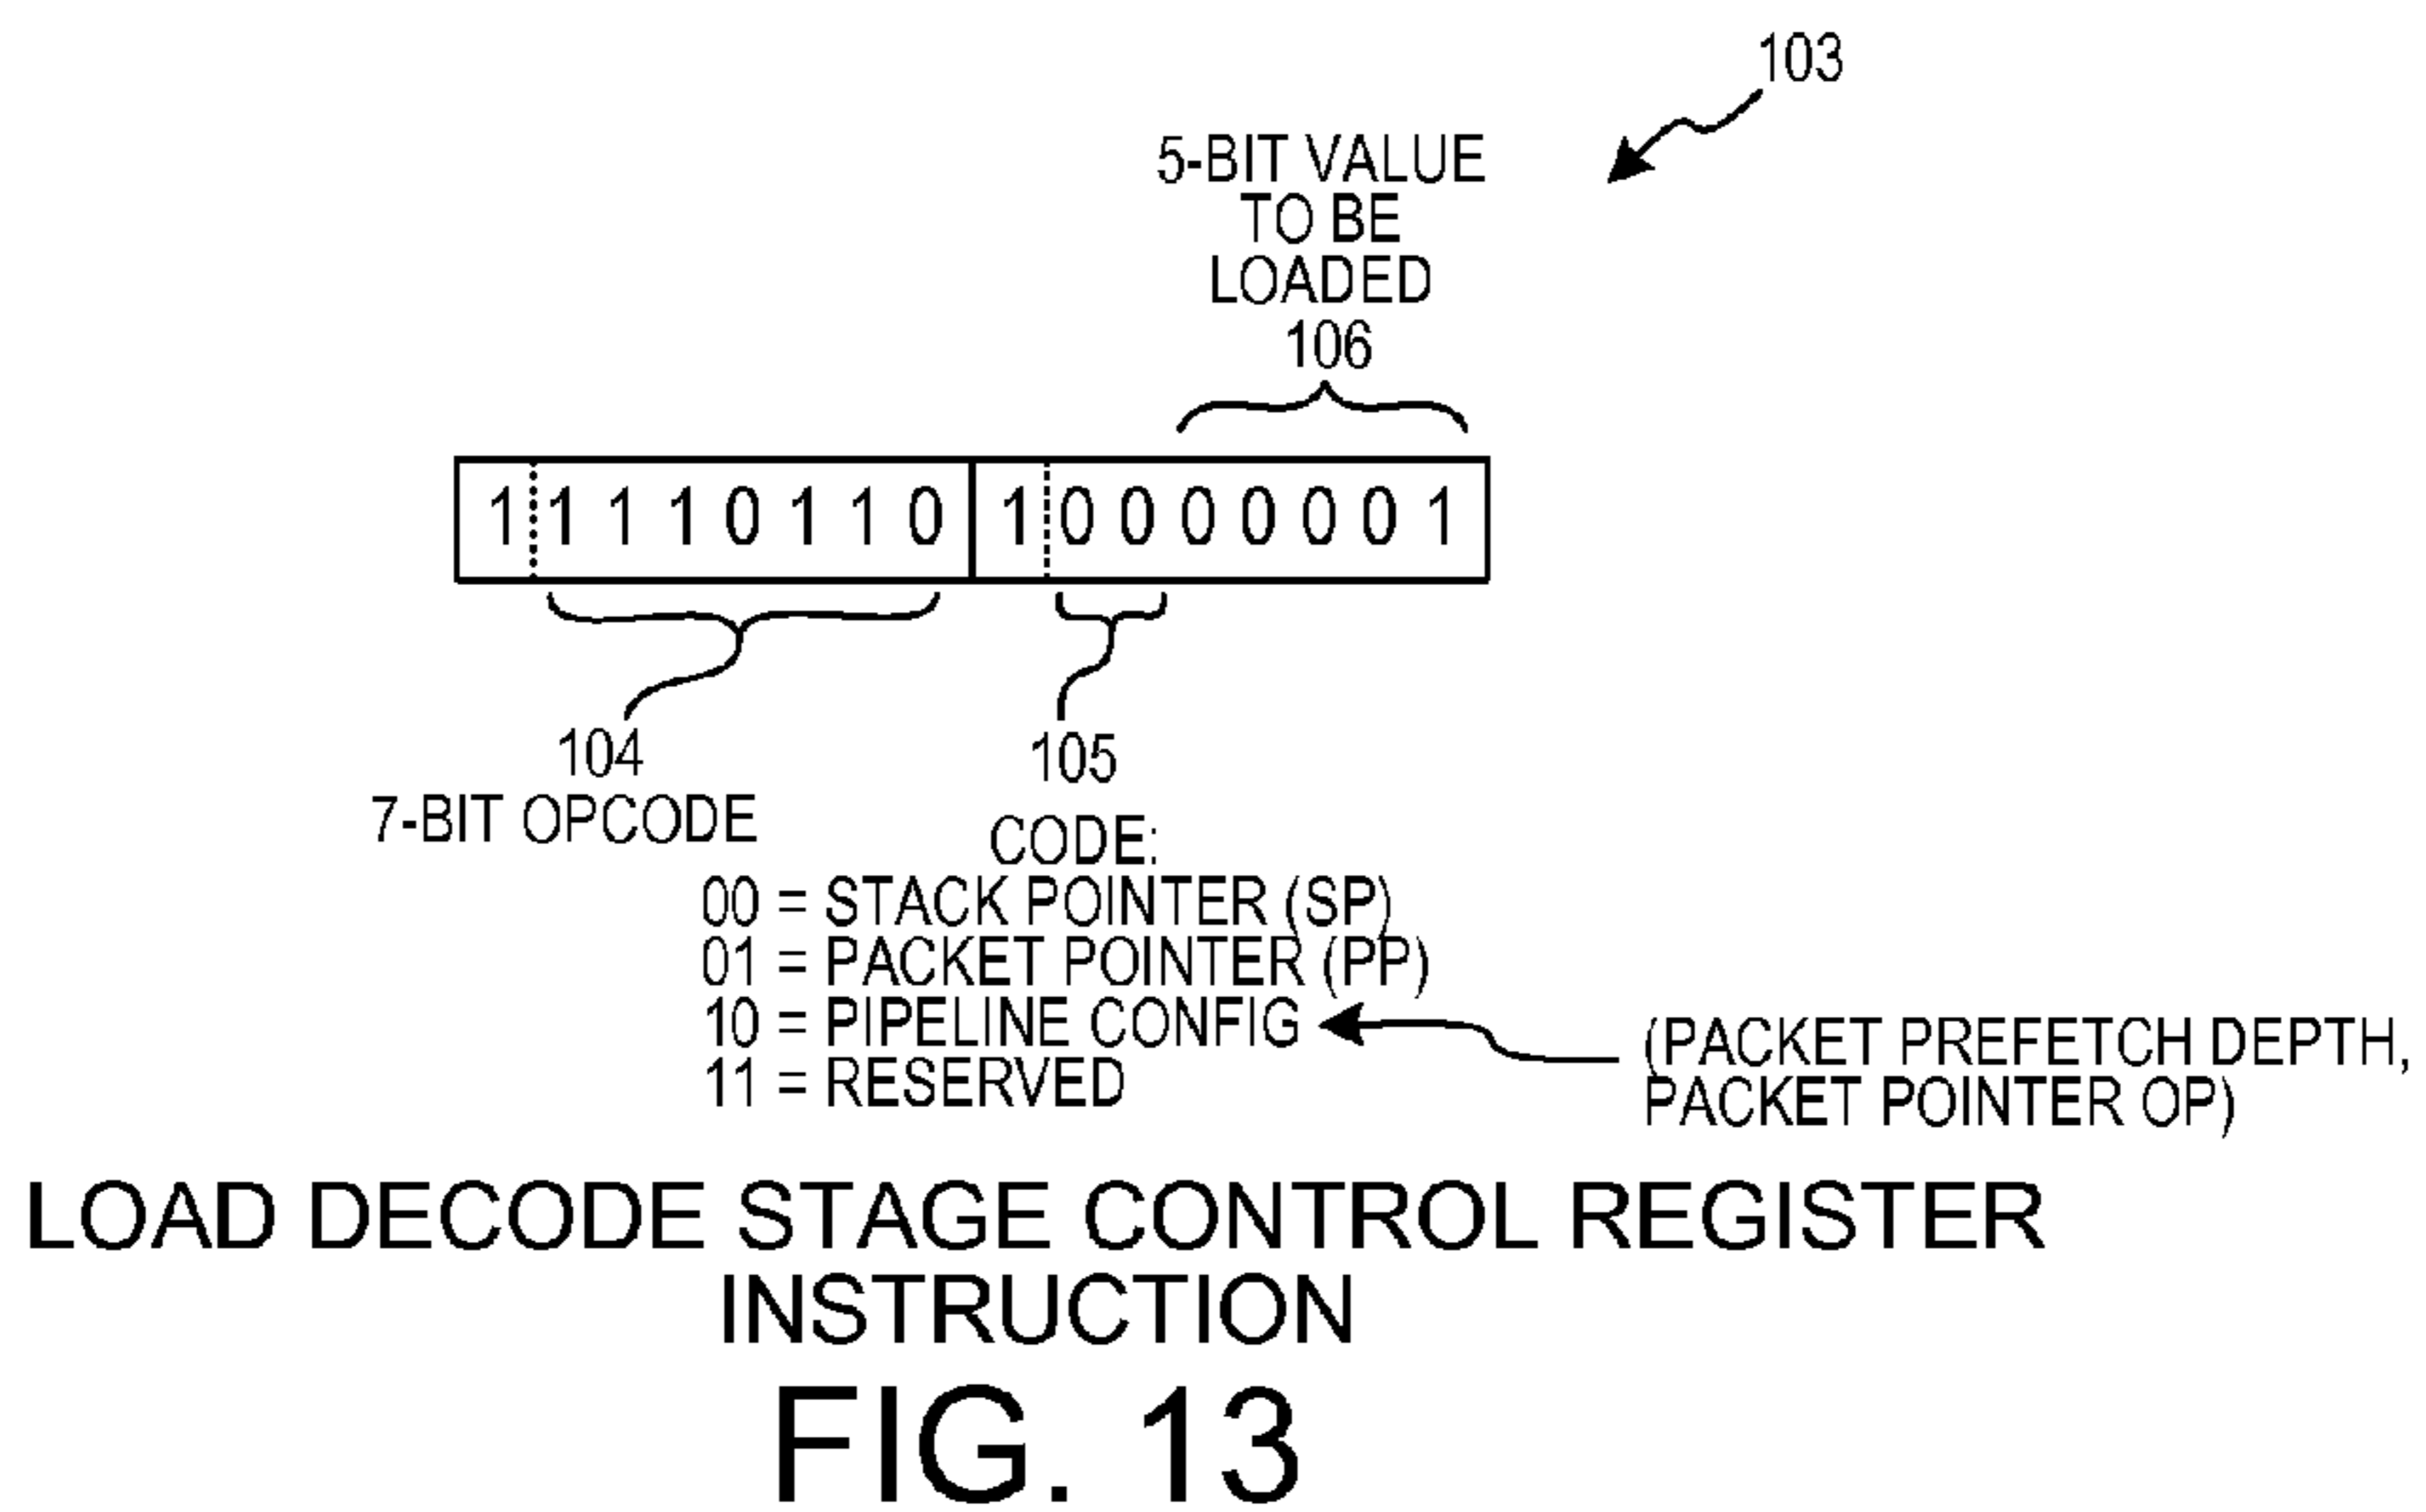 103
5-BIT VALUE
TO BE
LOADED
106
1 1 1 1 0 1 1 0 1 0 0 0 0 0 0 1
104
7-BIT OPCODE
105
CODE:
00 = STACK POINTER (SP)
01 = PACKET POINTER (PP)
10 = PIPELINE CONFIG
11 = RESERVED
(PACKET PREFETCH DEPTH,
PACKET POINTER OP)
LOAD DECODE STAGE CONTROL REGISTER
INSTRUCTION
FIG. 13